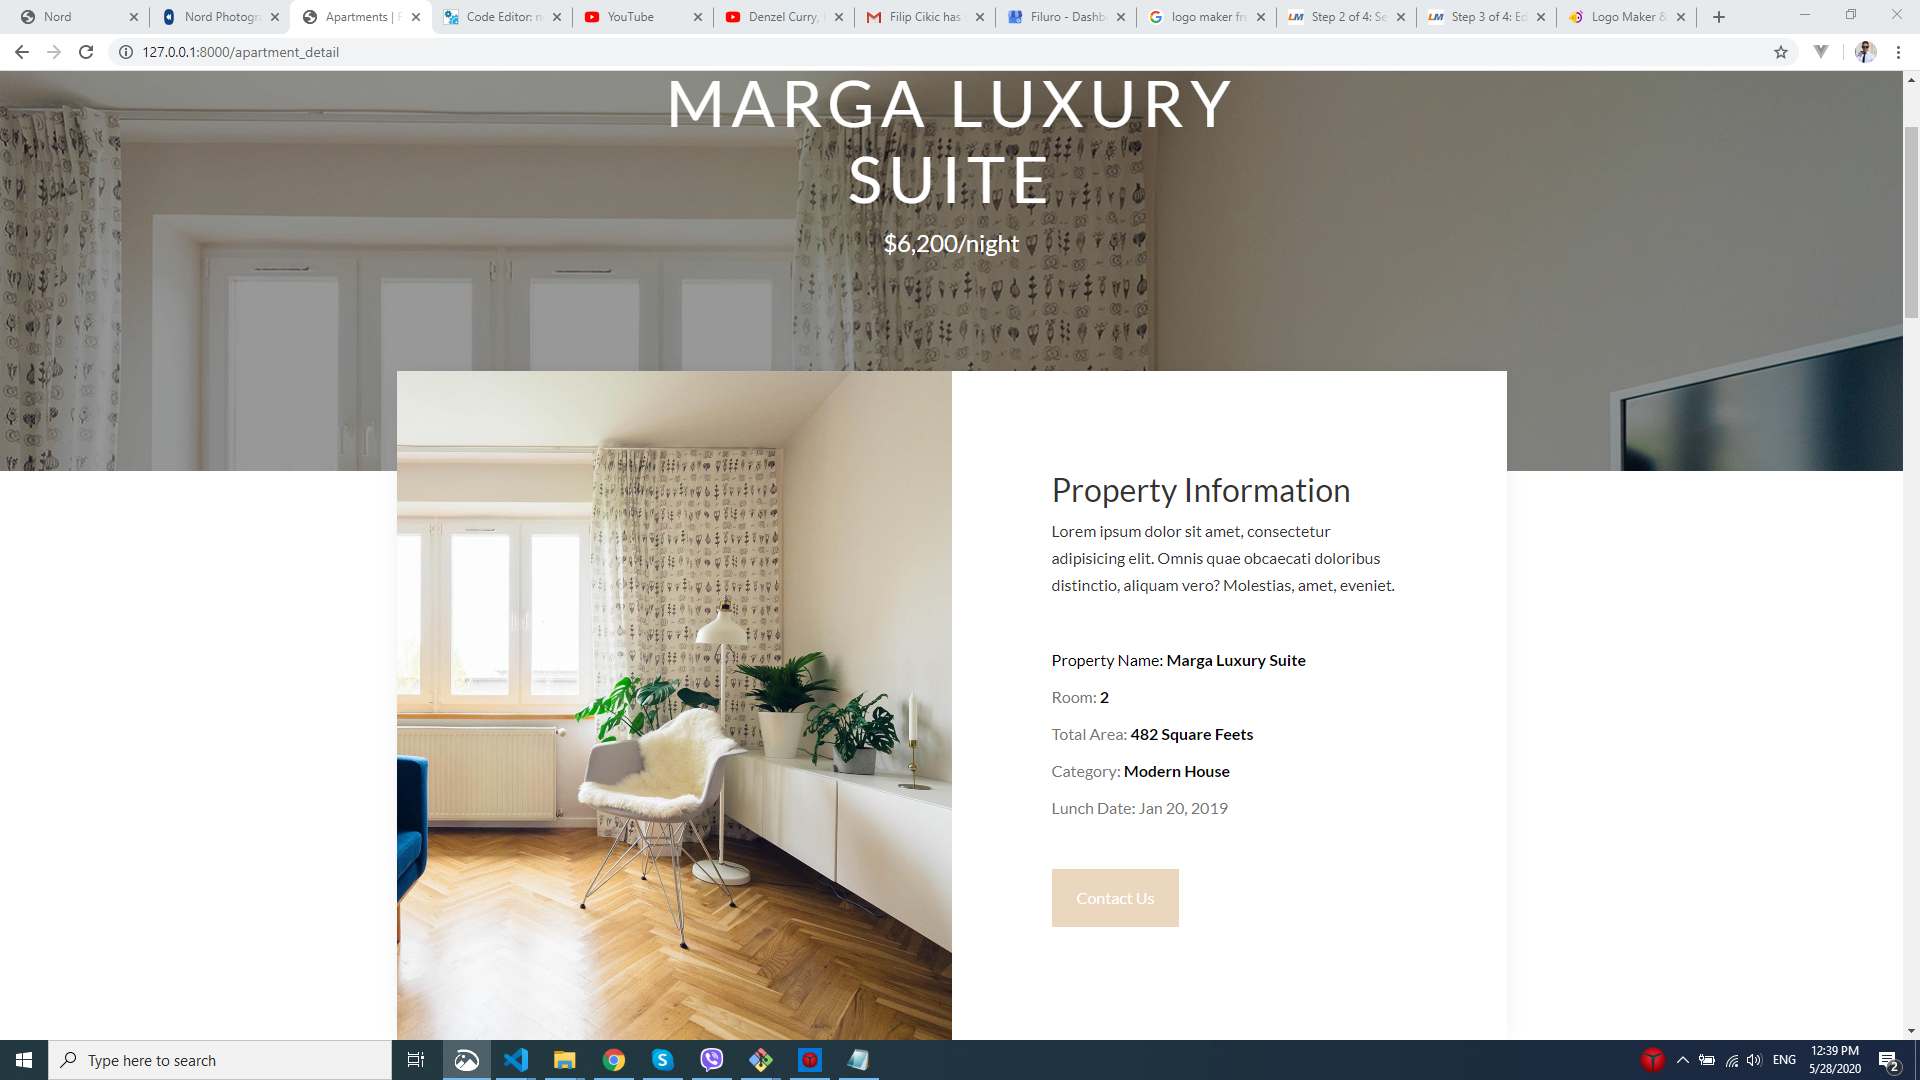 Nord
Nord Photogra
Apartments | F
Code Editor: n
YouTube
Denzel Curry,
Filip Cikic has
Filuro - Dashb
logo maker fre
Step 2 of 4: Se
Step 3 of 4: Ed
Logo Maker &
127.0.0.1:8000/apartment_detail
MARGA LUXURY
SUITE
$6,200/night
Property Information
Lorem ipsum dolor sit amet, consectetur
adipisicing elit. Omnis quae obcaecati doloribus
distinctio, aliquam vero? Molestias, amet, eveniet.
Property Name: Marga Luxury Suite
Room: 2
Total Area: 482 Square Feets
Category: Modern House
Lunch Date: Jan 20, 2019
Contact Us
Type here to search
ENG
12:39 PM
5/28/2020
2